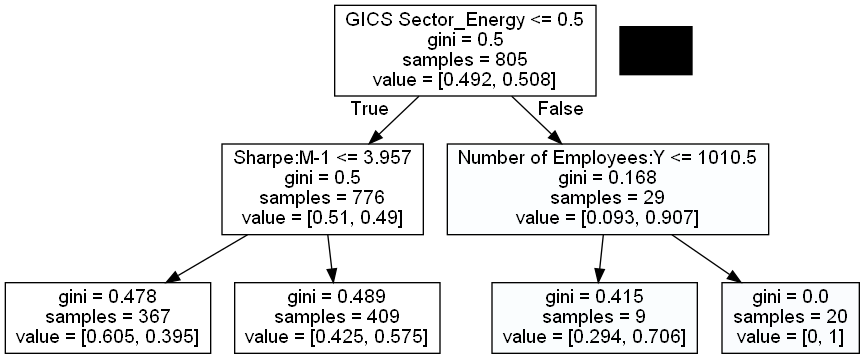 GICS Sector_Energy <= 0.5
gini = 0.5
samples = 805
value = [0.492, 0.508]
True
False
Sharpe:M-1 <= 3.957
gini = 0.5
samples = 776
value = [0.51, 0.49]
Number of Employees:Y <= 1010.5
gini = 0.168
samples = 29
value = [0.093, 0.907]
gini = 0.478
samples = 367
value = [0.605, 0.395]
gini = 0.489
samples = 409
value = [0.425, 0.575]
gini = 0.415
samples = 9
value = [0.294, 0.706]
gini = 0.0
samples = 20
value = [0, 1]